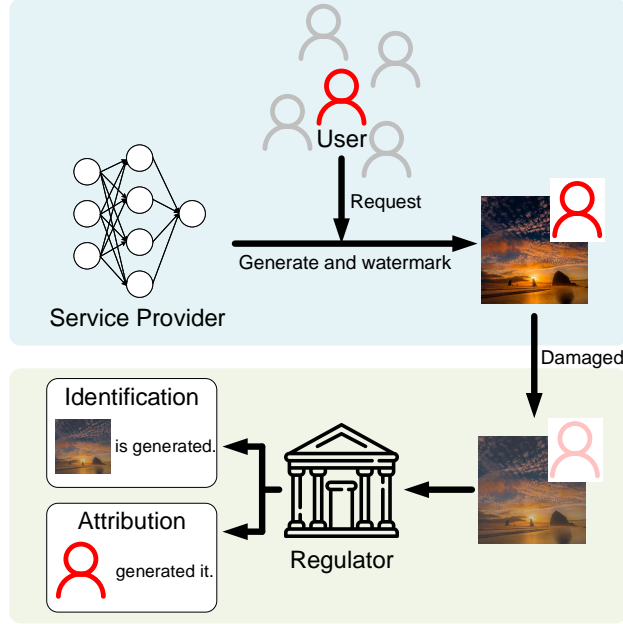 User
Request
Generate and watermark
Service Provider
Damaged
Identification
is generated.
Attribution
generated it.
Regulator